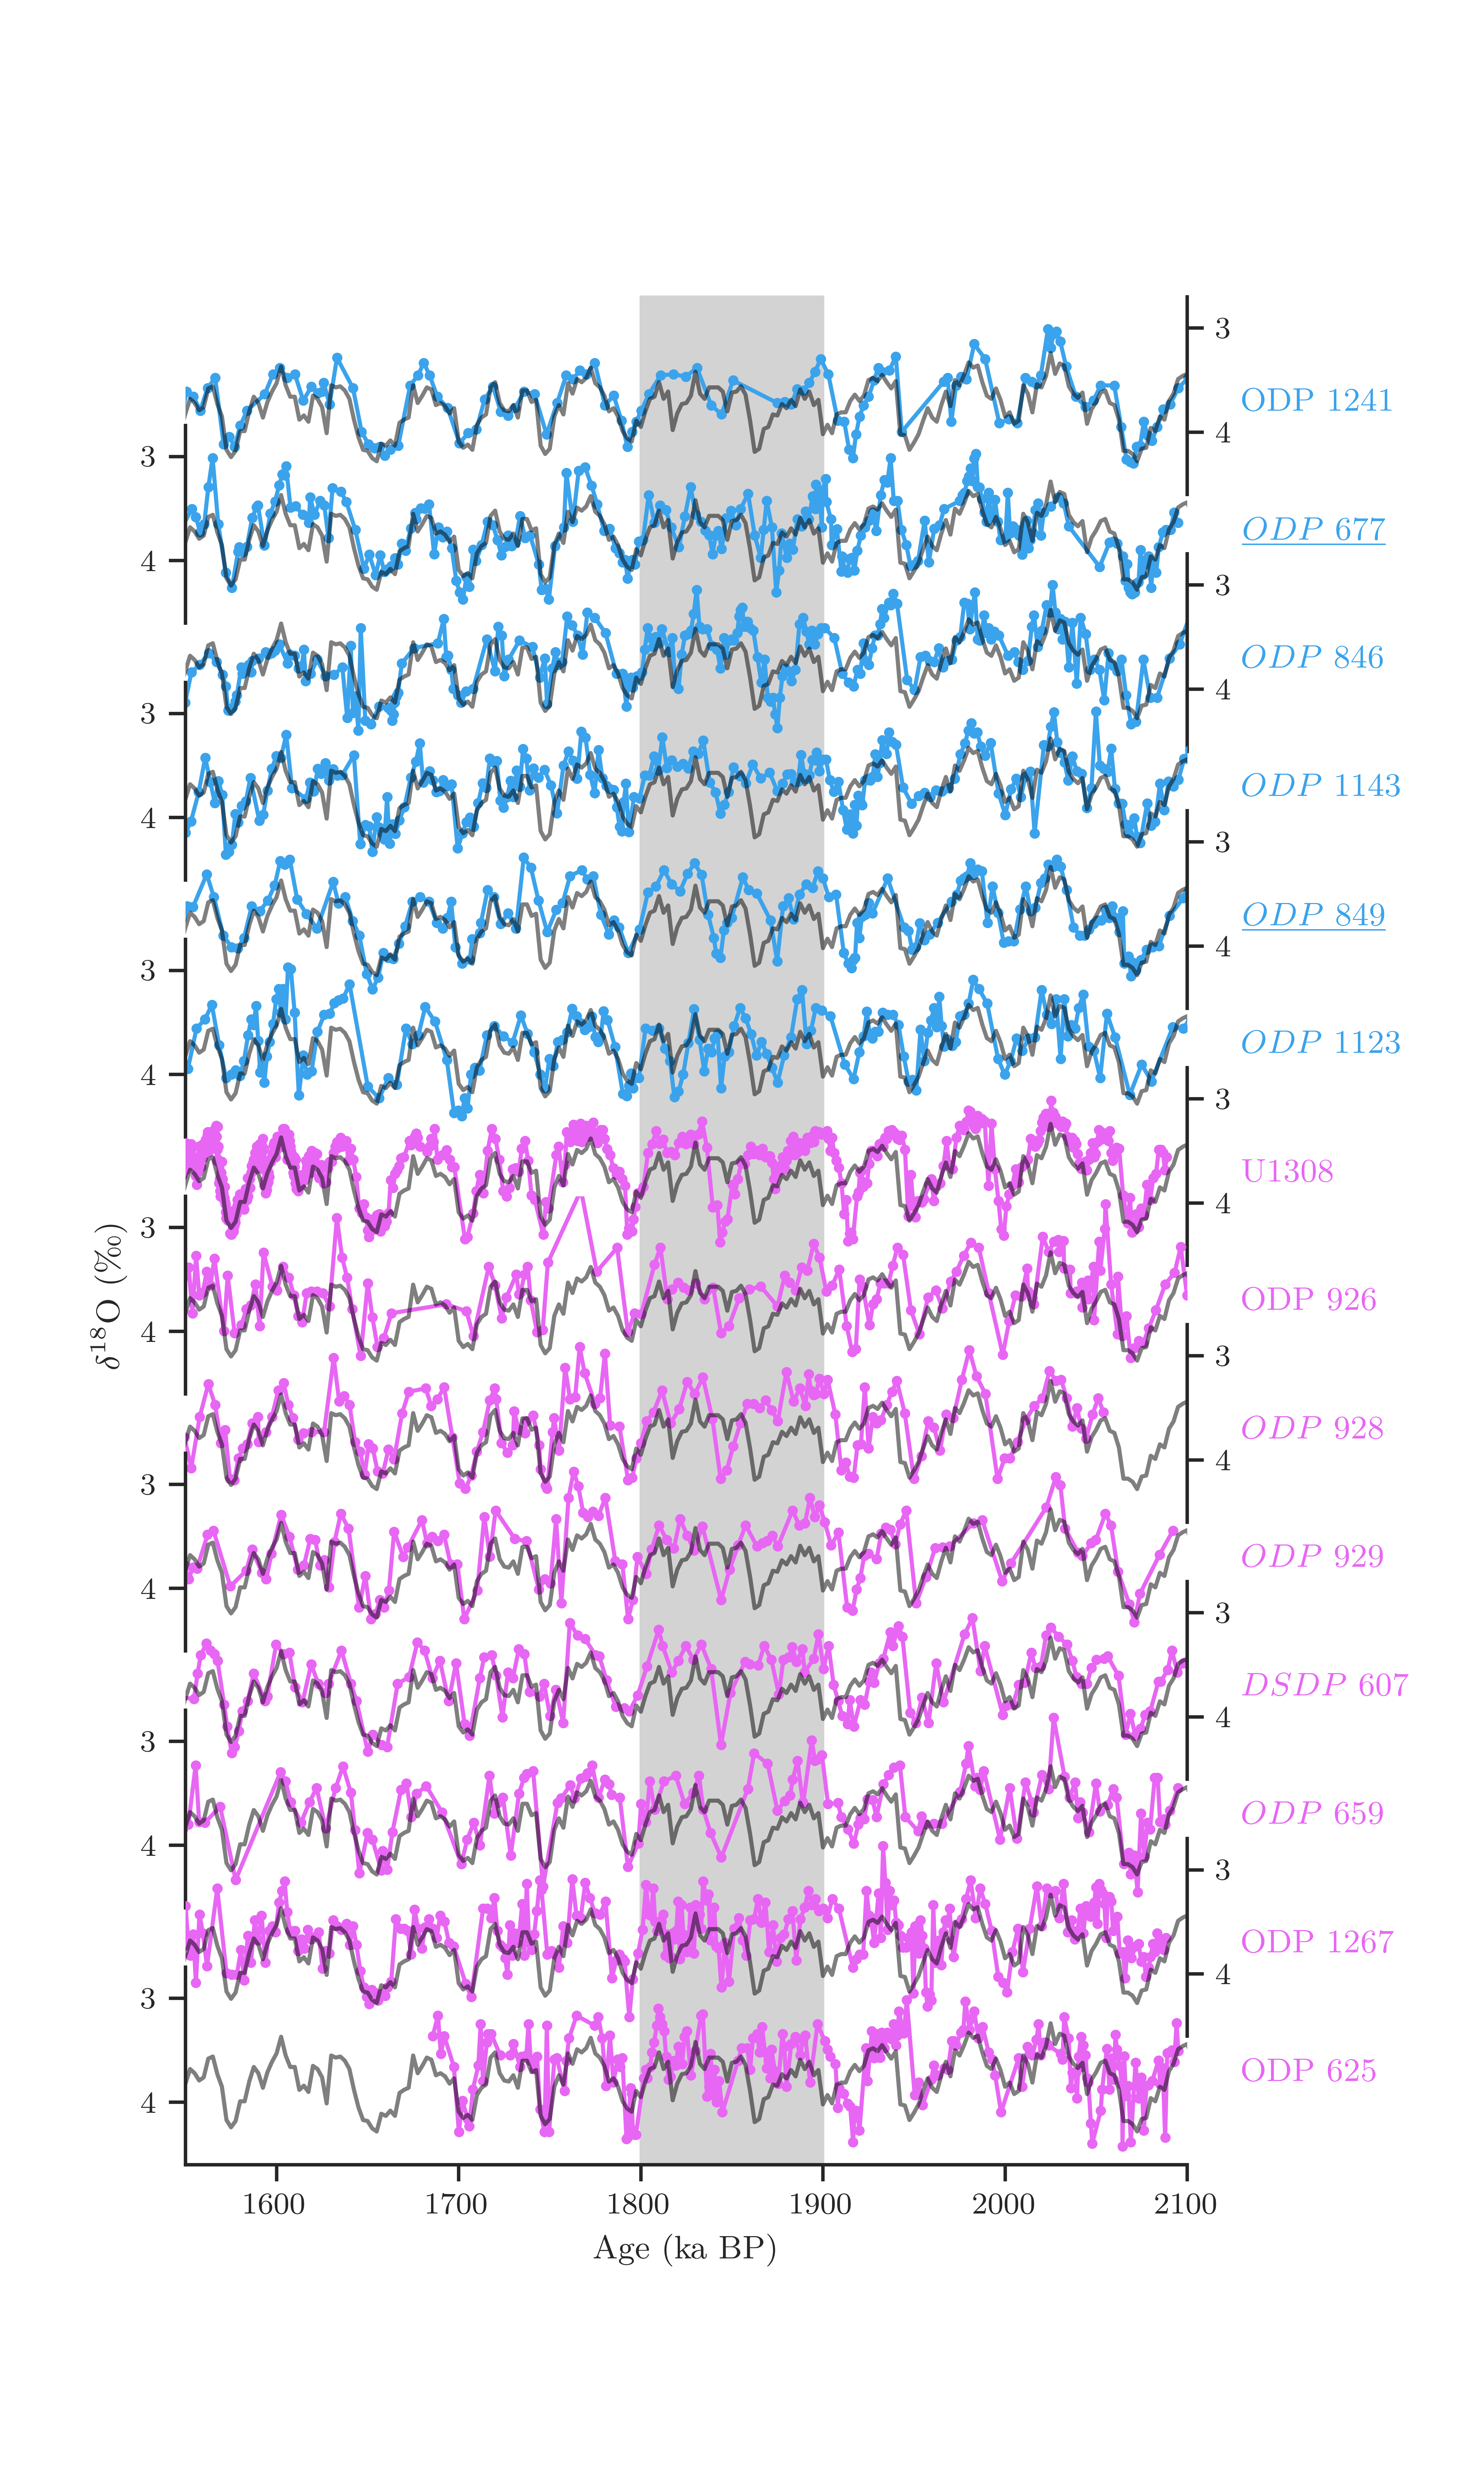 3
ODP 1241
4
3
ODP 677
4
3
ODP 846
4
3
ODP 1143
4
3
ODP 849
4
3
ODP 1123
4
3
U1308
4
3
δ¹⁸O (‰)
ODP 926
4
3
ODP 928
4
3
ODP 929
4
3
DSDP 607
4
3
ODP 659
4
3
ODP 1267
4
3
ODP 625
4
1600 1700 1800 1900 2000 2100
Age (ka BP)